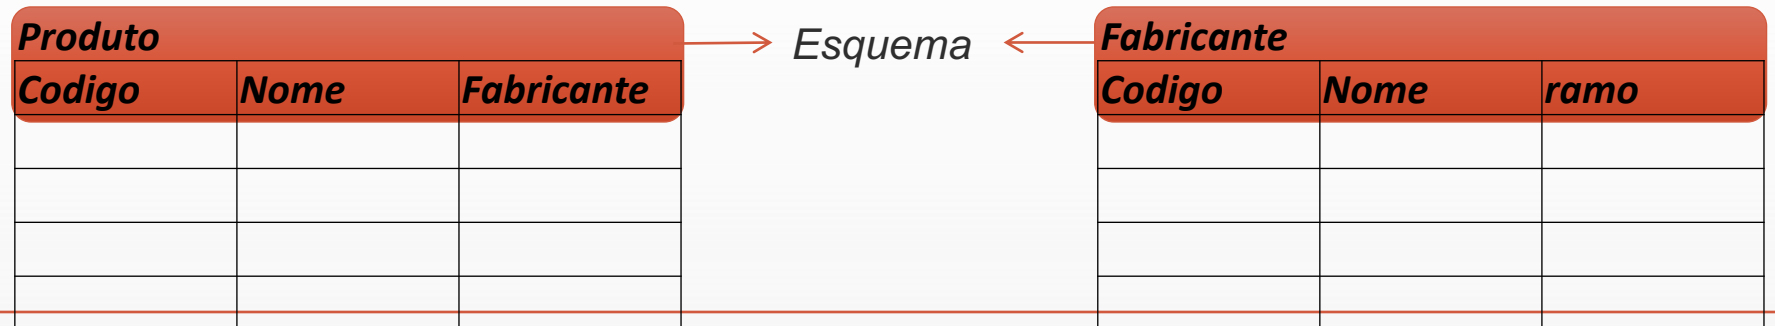 Produto
Codigo Nome Fabricante
Esquema
Fabricante
Codigo Nome ramo